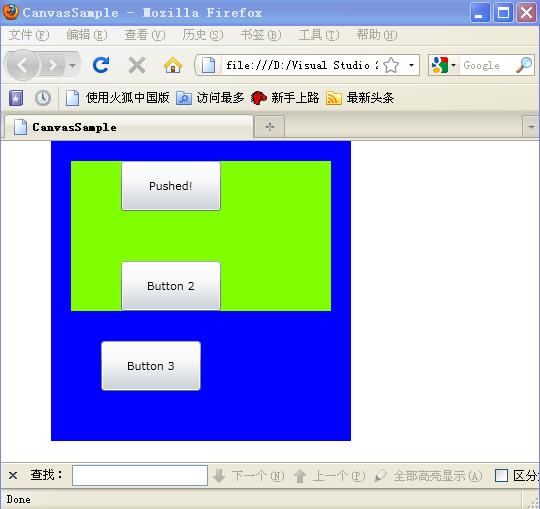 CanvasSample - Mozilla Firefox
文件(F) 编辑(E) 查看(V) 历史(S) 书签(B) 工具(T) 帮助(H)
file:///D:/Visual Studio 2 Google
使用火狐中国版 访问最多 新手上路 最新头条
CanvasSample
Pushed!
Button 2
Button 3
查找： 下一个(N) 上一个(P) 全部高亮显示(A) 区分
Done